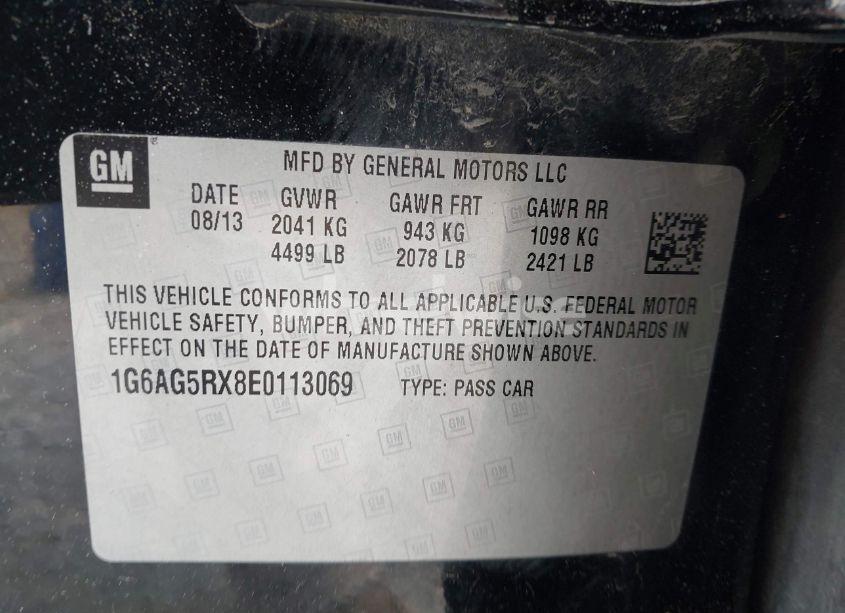 GM
MFD BY GENERAL MOTORS LLC
DATE GVWR GAWR FRT GAWR RR
08/13 2041 KG 943 KG 1098 KG
4499 LB 2078 LB 2421 LB
THIS VEHICLE CONFORMS TO ALL APPLICABLE U.S. FEDERAL MOTOR
VEHICLE SAFETY, BUMPER, AND THEFT PREVENTION STANDARDS IN
EFFECT ON THE DATE OF MANUFACTURE SHOWN ABOVE.
1G6AG5RX8E0113069 TYPE: PASS CAR